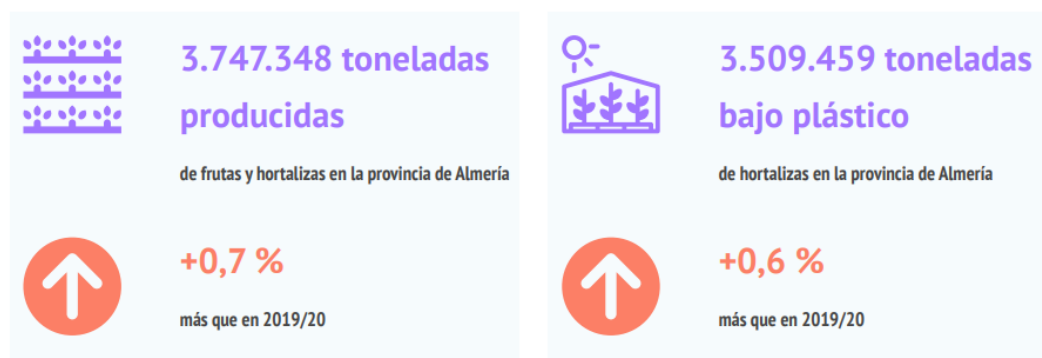 3.747.348 toneladas
producidas
de frutas y hortalizas en la provincia de Almería
+0,7 %
más que en 2019/20
3.509.459 toneladas
bajo plástico
de hortalizas en la provincia de Almería
+0,6 %
más que en 2019/20